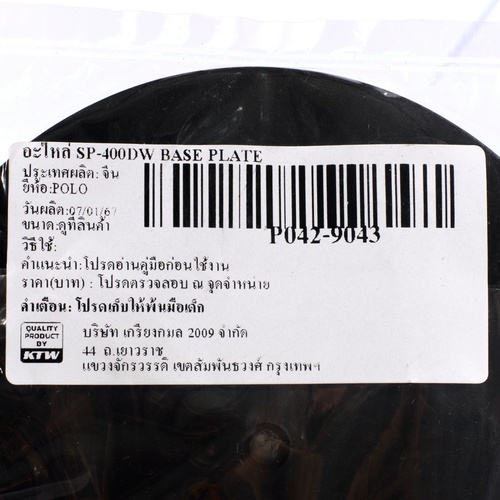 อะไหล่ SP-400DW BASE PLATE
ประเทศผลิต: จีน
ยี่ห้อ:POLO
วันผลิต:07/01/67
ขนาด:ดูที่สินค้า
วิธีใช้:
P042-9043
คำแนะนำ:โปรดอ่านคู่มือก่อนใช้งาน
ราคา(บาท) : โปรดตรวจสอบ ณ จุดจำหน่าย
คำเตือน: โปรดเก็บให้พ้นมือเด็ก
QUALITY
PRODUCT
BY
KTW
บริษัท เกรียงกมล 2009 จำกัด
44 ถ.เยาวราช
แขวงจักรวรรดิ เขตสัมพันธวงศ์ กรุงเทพฯ